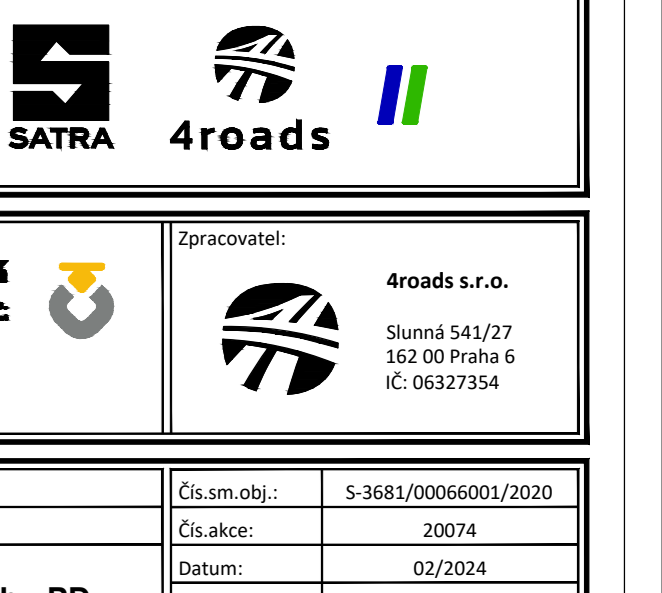 SATRA
4roads
Zpracovatel:
4roads s.r.o.
Slunná 541/27
162 00 Praha 6
IČ: 06327354
Čís.sm.obj.: S-3681/00066001/2020
Čís.akce: 20074
Datum: 02/2024